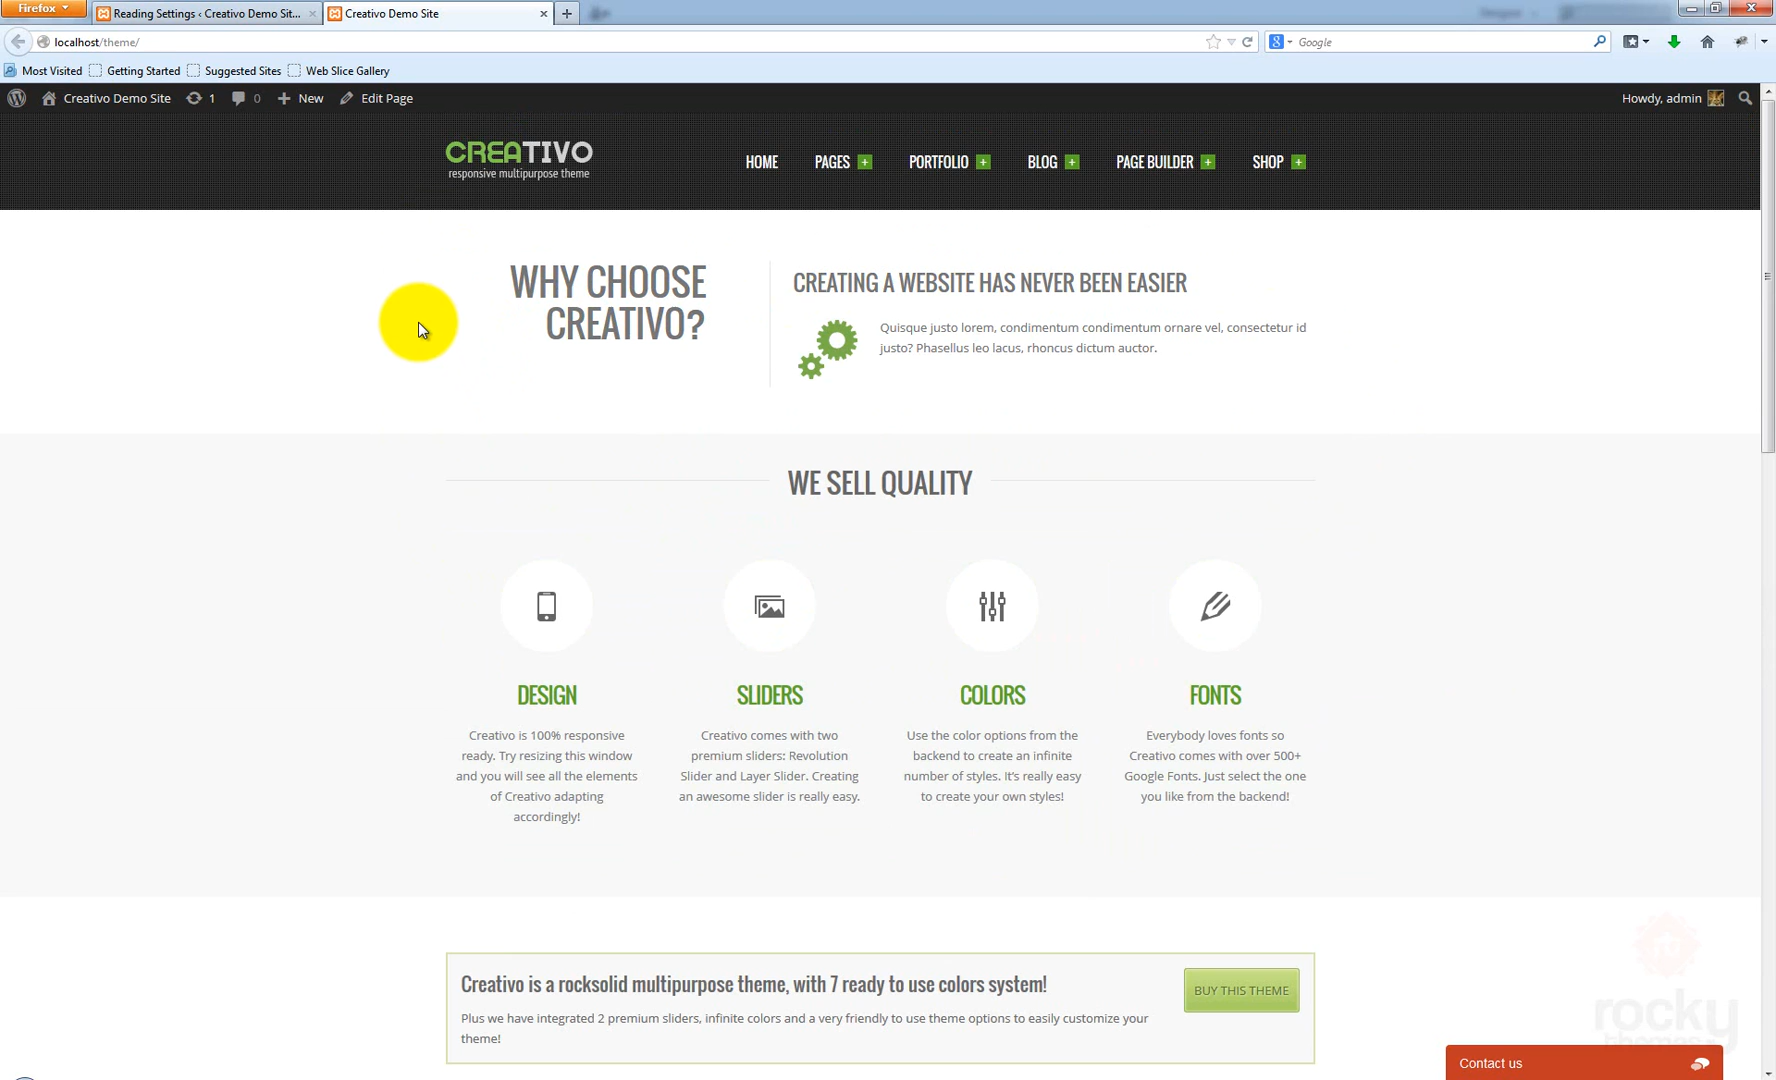 Firefox
Reading Settings ‹ Creativo Demo Sit...
Creativo Demo Site
localhost/theme/
Google
Most Visited
Getting Started
Suggested Sites
Web Slice Gallery
Creativo Demo Site
1
0
New
Edit Page
Howdy, admin
CREATIVO
responsive multipurpose theme
HOME
PAGES +
PORTFOLIO +
BLOG +
PAGE BUILDER +
SHOP +
WHY CHOOSE
CREATIVO?
CREATING A WEBSITE HAS NEVER BEEN EASIER
Quisque justo lorem, condimentum condimentum ornare vel, consectetur id
justo? Phasellus leo lacus, rhoncus dictum auctor.
WE SELL QUALITY
DESIGN
Creativo is 100% responsive
ready. Try resizing this window
and you will see all the elements
of Creativo adapting
accordingly!
SLIDERS
Creativo comes with two
premium sliders: Revolution
Slider and Layer Slider. Creating
an awesome slider is really easy.
COLORS
Use the color options from the
backend to create an infinite
number of styles. It's really easy
to create your own styles!
FONTS
Everybody loves fonts so
Creativo comes with over 500+
Google Fonts. Just select the one
you like from the backend!
Creativo is a rocksolid multipurpose theme, with 7 ready to use colors system!
Plus we have integrated 2 premium sliders, infinite colors and a very friendly to use theme options to easily customize your
theme!
BUY THIS THEME
rocky
Contact us